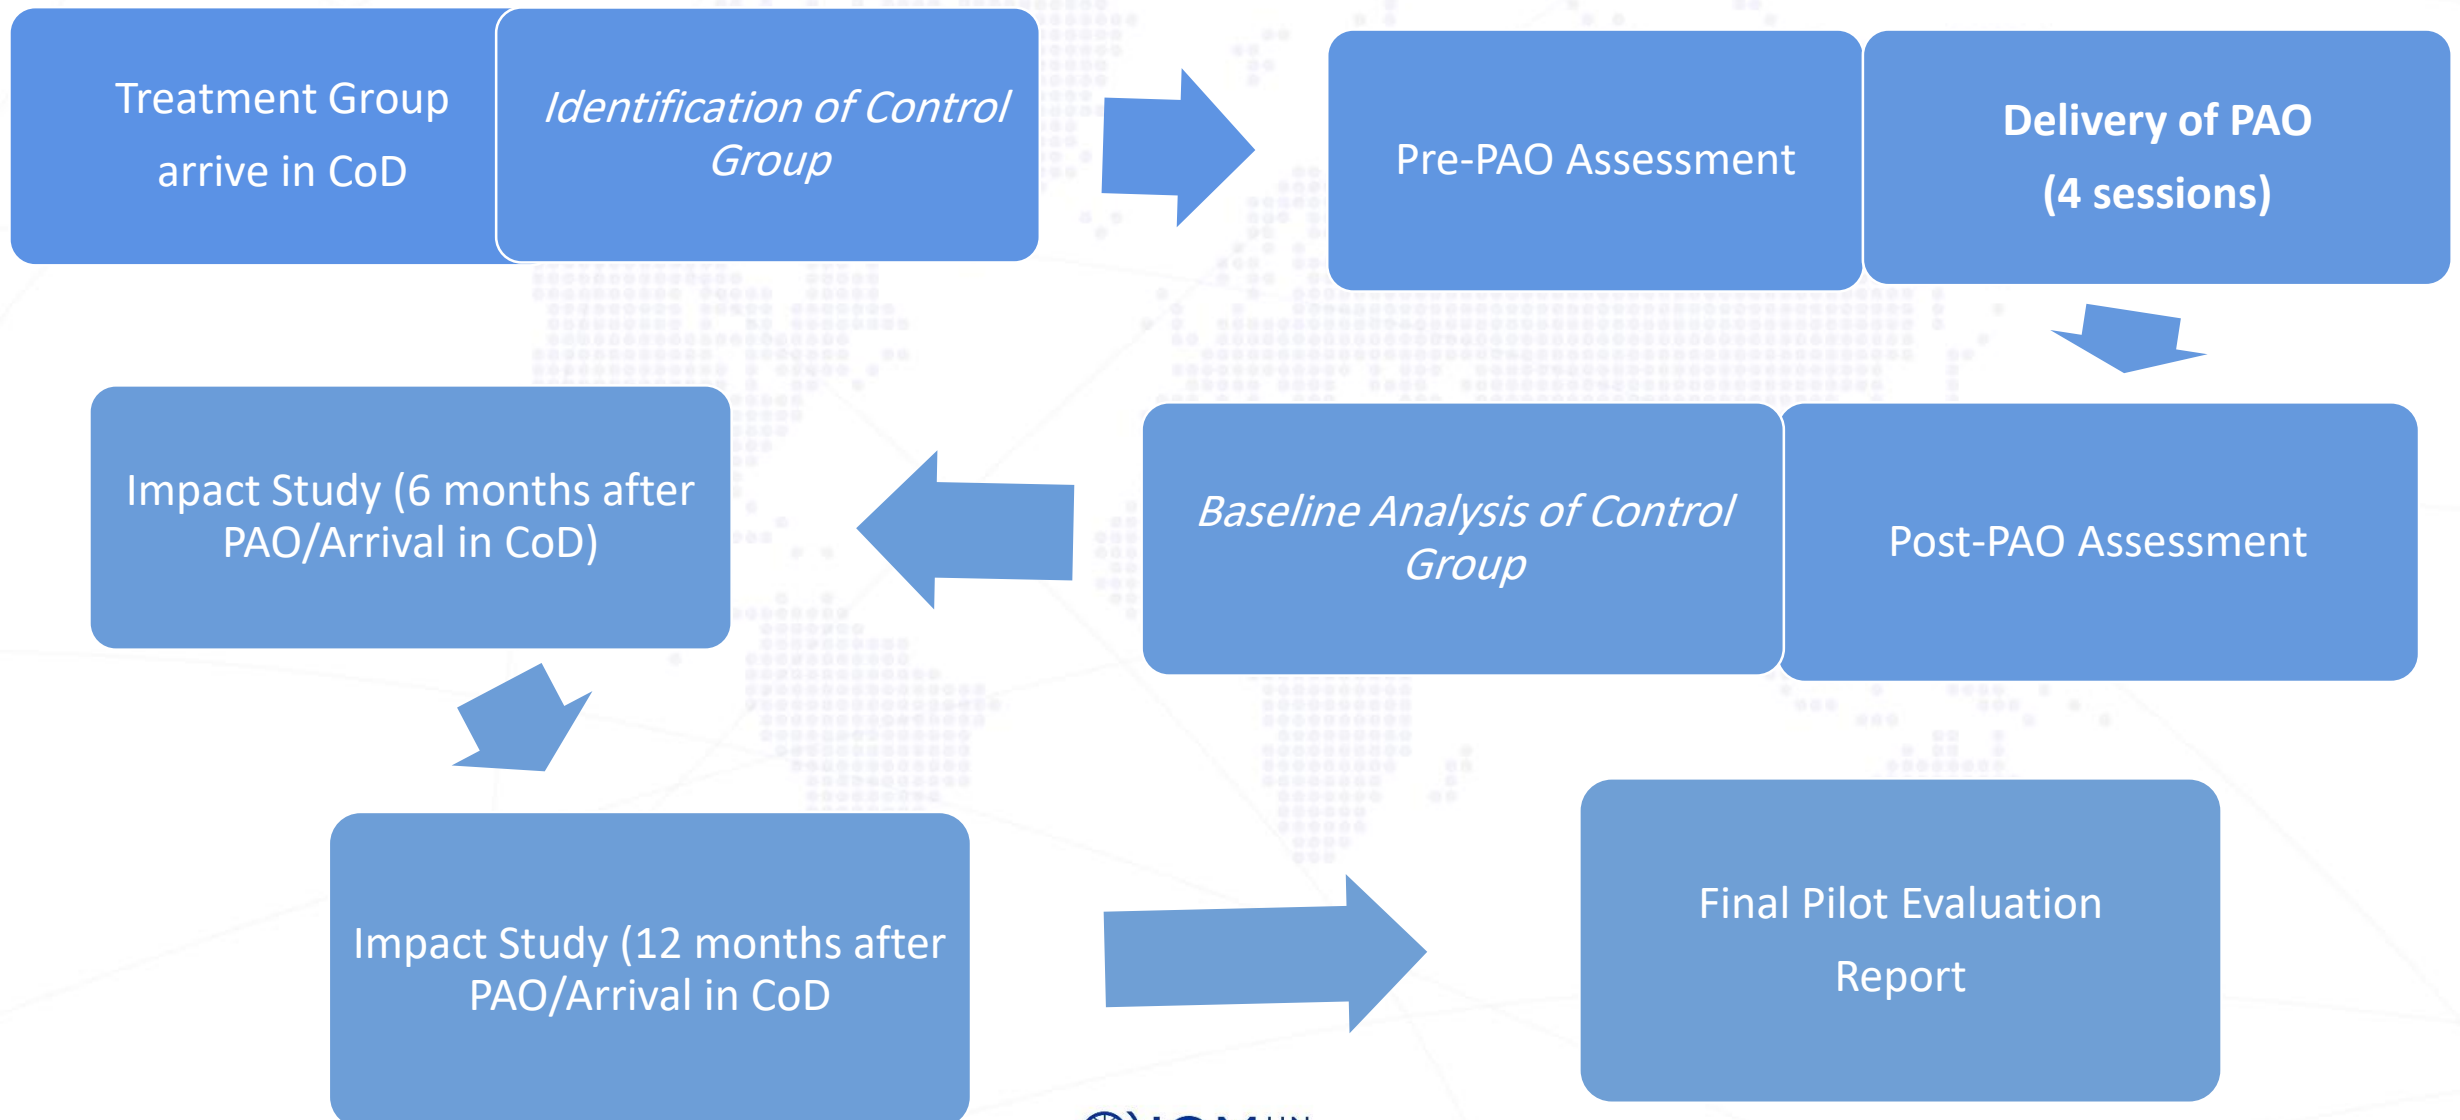 Treatment Group
arrive in CoD
Identification of Control
Group
Pre-PAO Assessment
Delivery of PAO
(4 sessions)
Impact Study (6 months after
PAO/Arrival in CoD)
Baseline Analysis of Control
Group
Post-PAO Assessment
Impact Study (12 months after
PAO/Arrival in CoD
Final Pilot Evaluation
Report